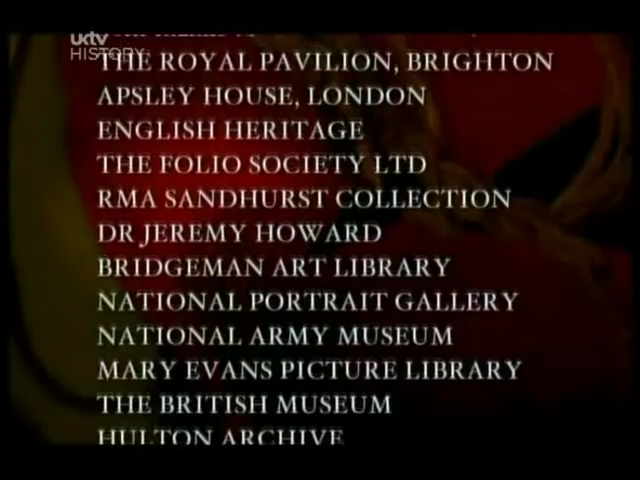 uktv
HISTORY
THE ROYAL PAVILION, BRIGHTON
APSLEY HOUSE, LONDON
ENGLISH HERITAGE
THE FOLIO SOCIETY LTD
RMA SANDHURST COLLECTION
DR JEREMY HOWARD
BRIDGEMAN ART LIBRARY
NATIONAL PORTRAIT GALLERY
NATIONAL ARMY MUSEUM
MARY EVANS PICTURE LIBRARY
THE BRITISH MUSEUM
HULTON ARCHIVE